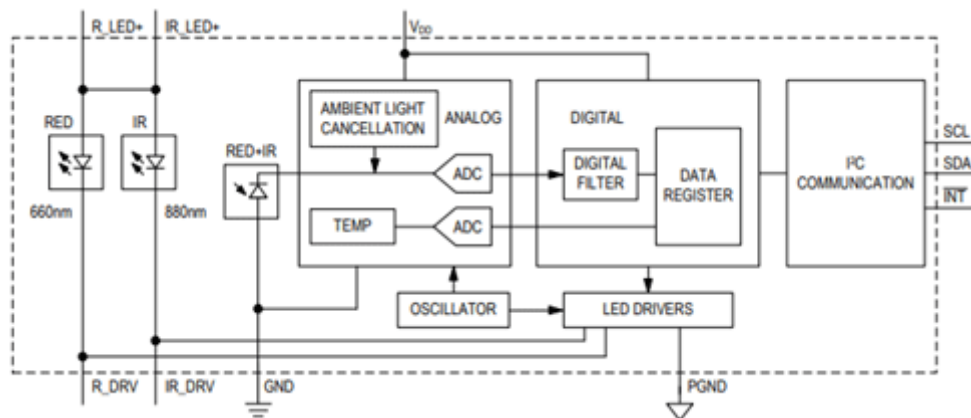 R_LED+
IR_LED+
VDD
RED
IR
660nm
880nm
RED+IR
AMBIENT LIGHT
CANCELLATION
ANALOG
ADC
TEMP
ADC
DIGITAL
DIGITAL
FILTER
DATA
REGISTER
I²C
COMMUNICATION
SCL
SDA
INT
OSCILLATOR
LED DRIVERS
R_DRV
IR_DRV
GND
PGND